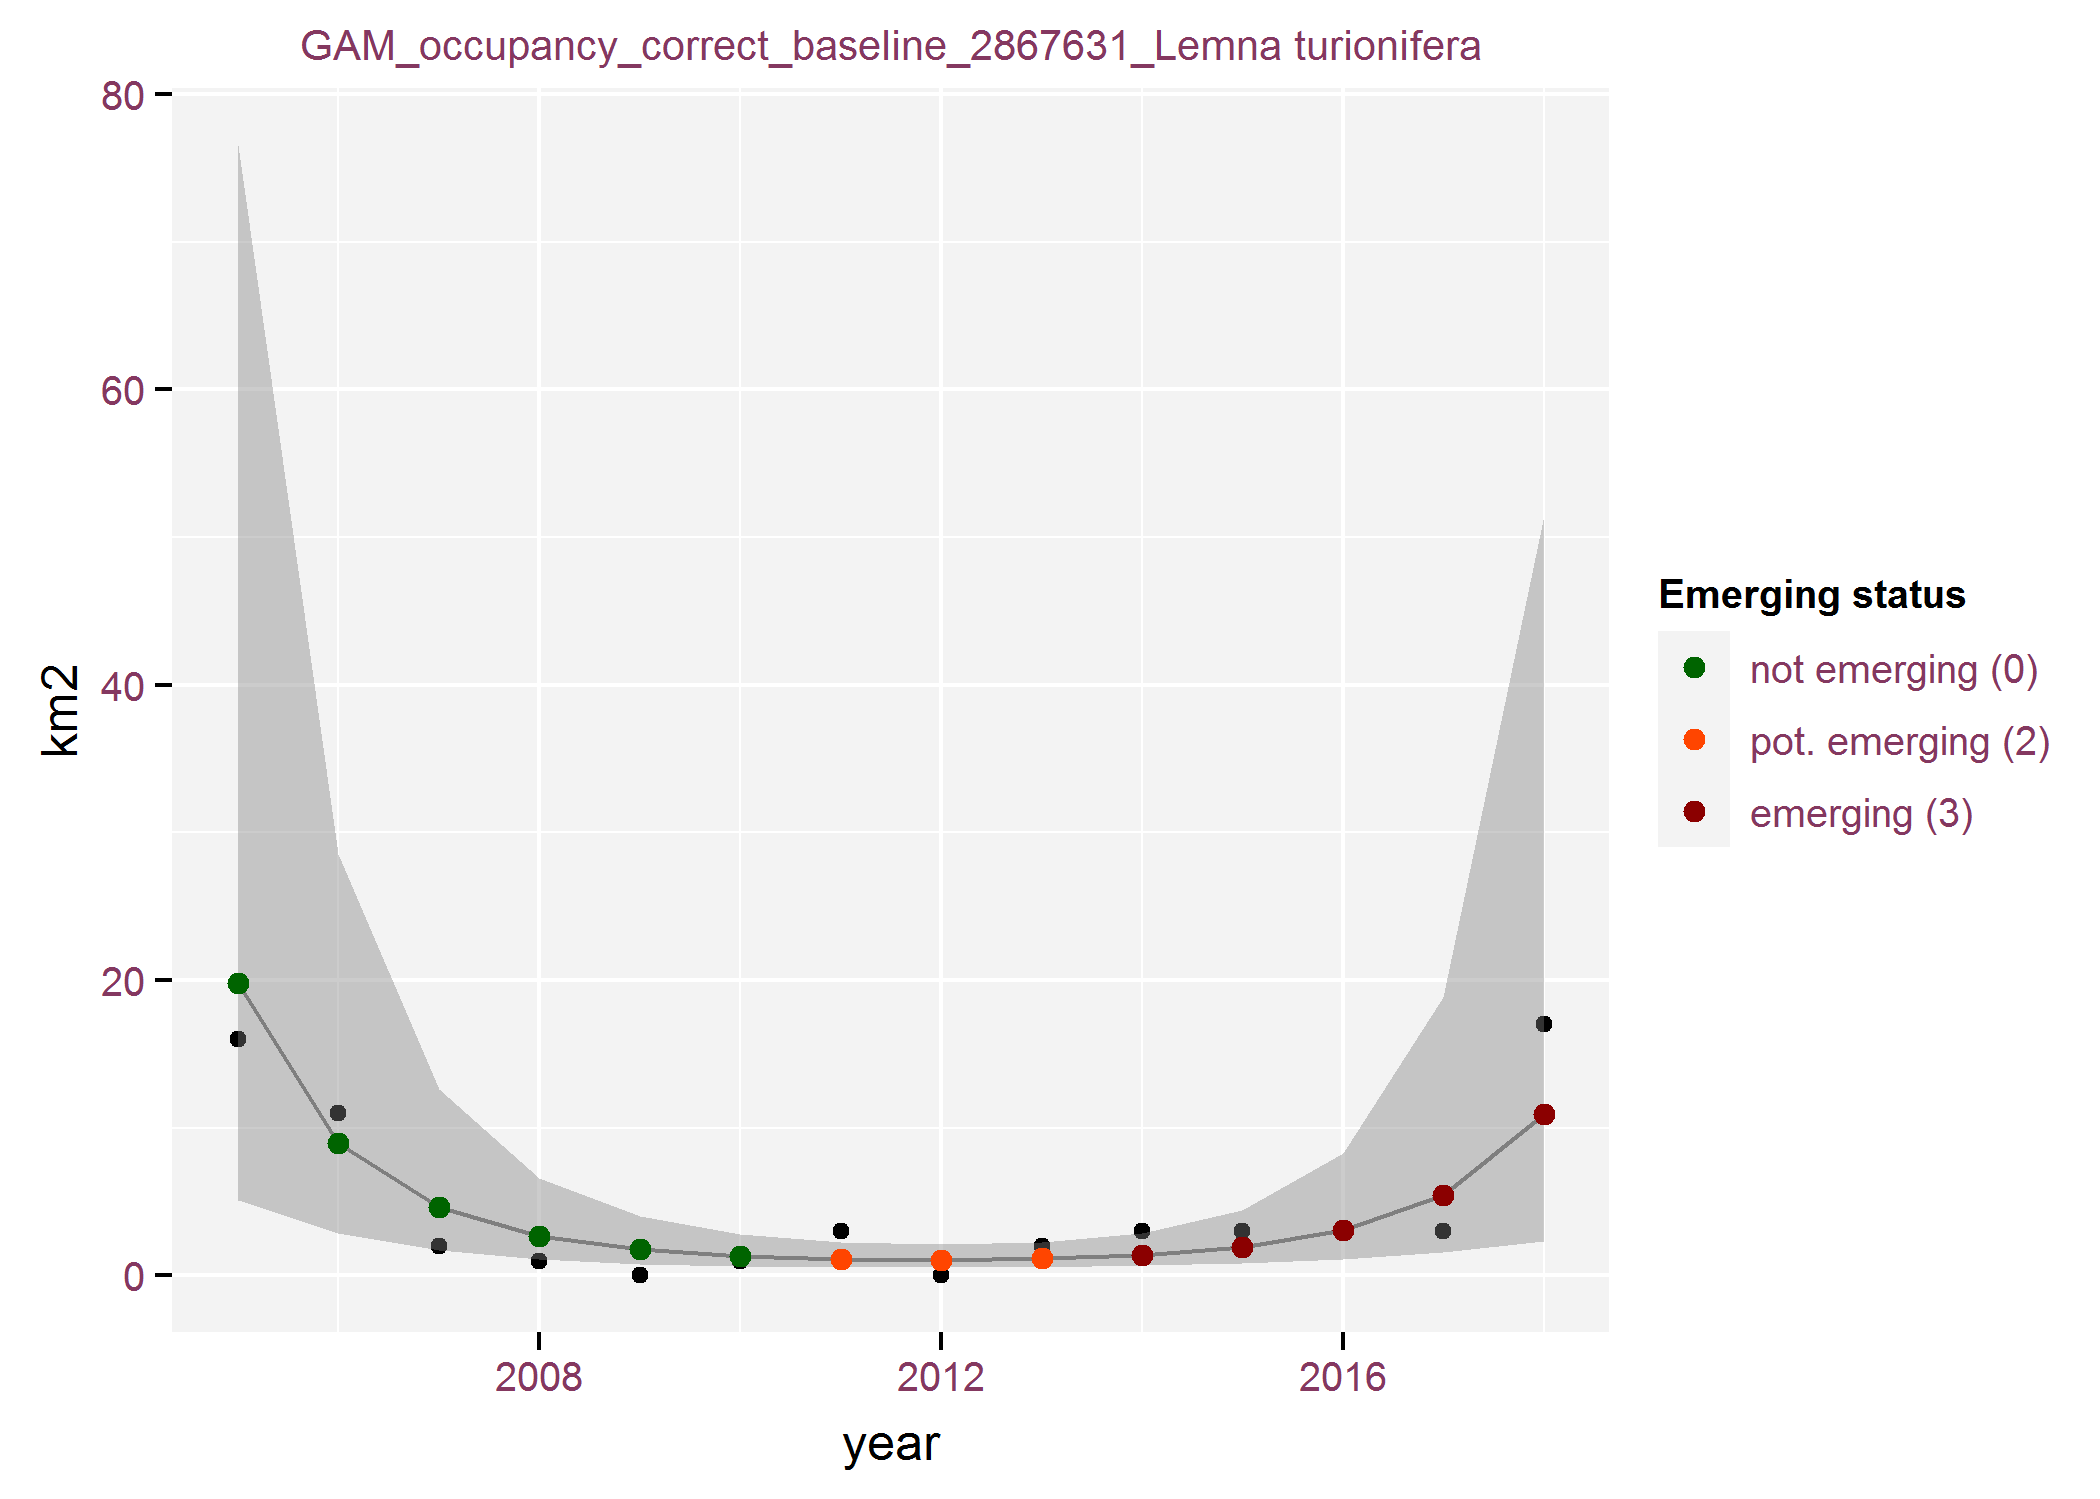 GAM_occupancy_correct_baseline_2867631_Lemna turionifera
80
60
40
20
0
km2
2008
2012
2016
year
Emerging status
not emerging (0)
pot. emerging (2)
emerging (3)